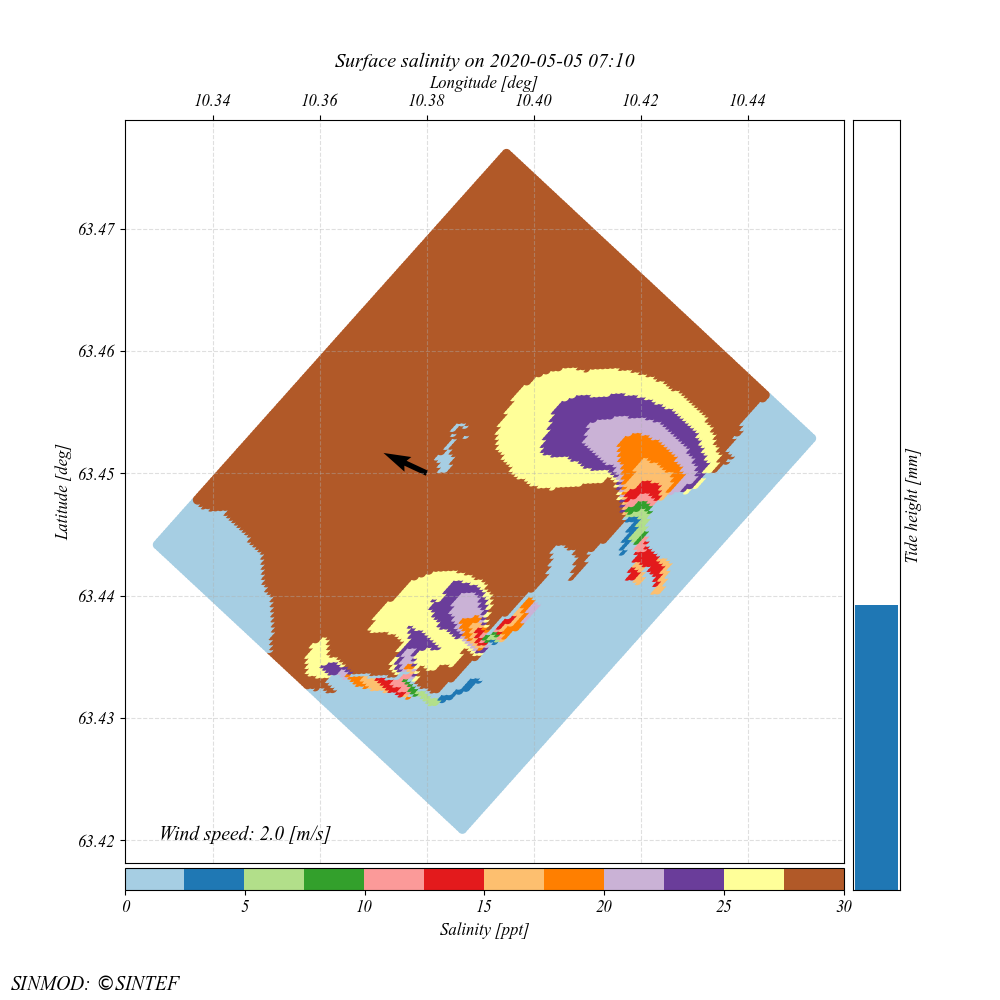 Surface salinity on 2020-05-05 07:10
Longitude [deg]
10.34 10.36 10.38 10.40 10.42 10.44
63.47
63.46
63.45
63.44
63.43
63.42
Latitude [deg]
Tide height [mm]
Wind speed: 2.0 [m/s]
0 5 10 15 20 25 30
Salinity [ppt]
SINMOD: ©SINTEF